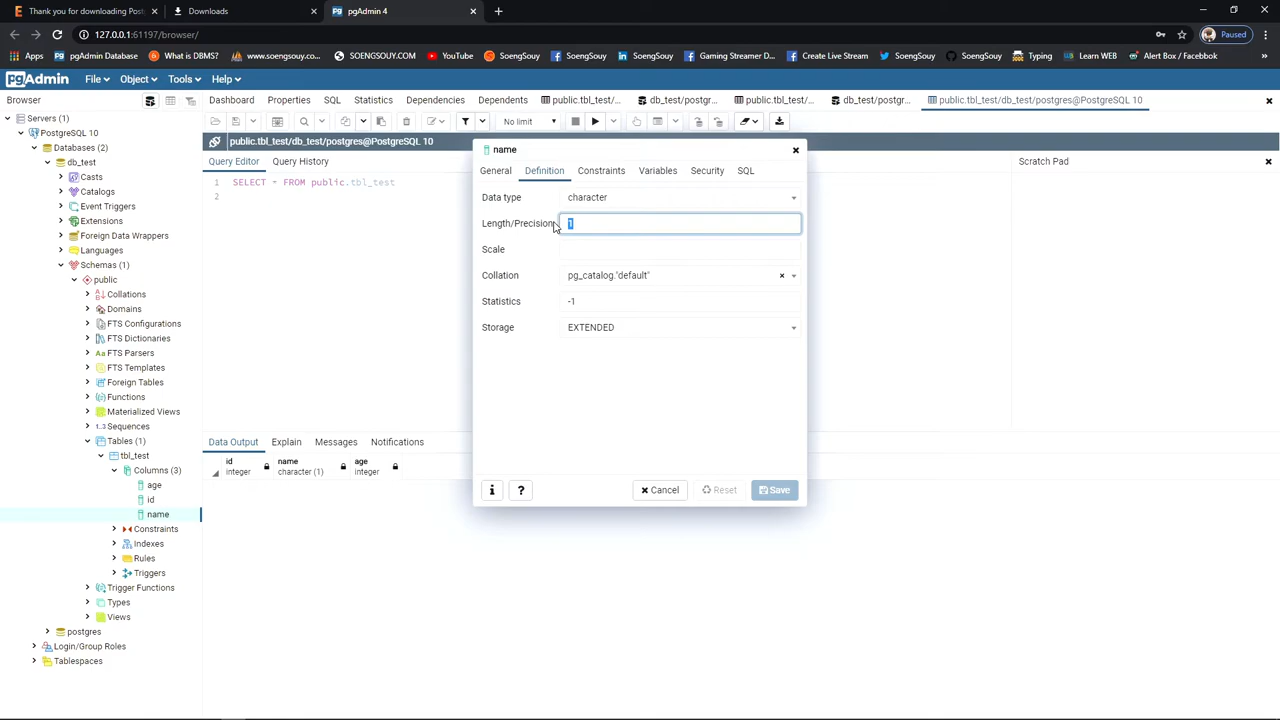 Thank you for downloading Postg
Downloads
pgAdmin 4
127.0.0.1:61197/browser/
Paused
Apps
pgAdmin Database
What is DBMS?
www.soengsouy.com...
SOENGSOUY.COM
YouTube
SoengSouy
SoengSouy
SoengSouy
Gaming Streamer D...
Create Live Stream
SoengSouy
SoengSouy
Typing
Learn WEB
Alert Box / Facebook...
pgAdmin
File
Object
Tools
Help
Browser
Dashboard
Properties
SQL
Statistics
Dependencies
Dependents
public.tbl_test/...
db_test/postgr...
public.tbl_test/...
db_test/postgr...
public.tbl_test/db_test/postgres@PostgreSQL 10
No limit
public.tbl_test/db_test/postgres@PostgreSQL 10
Query Editor
Query History
Scratch Pad
1 SELECT * FROM public.tbl_test
2
Servers (1)
PostgreSQL 10
Databases (2)
db_test
Casts
Catalogs
Event Triggers
Extensions
Foreign Data Wrappers
Languages
Schemas (1)
public
Collations
Domains
FTS Configurations
FTS Dictionaries
FTS Parsers
FTS Templates
Foreign Tables
Functions
Materialized Views
Sequences
Tables (1)
tbl_test
Columns (3)
age
id
name
Constraints
Indexes
Rules
Triggers
Trigger Functions
Types
Views
postgres
Login/Group Roles
Tablespaces
name
General
Definition
Constraints
Variables
Security
SQL
Data type
character
Length/Precision
1
Scale
Collation
pg_catalog."default"
Statistics
-1
Storage
EXTENDED
Cancel
Reset
Save
Data Output
Explain
Messages
Notifications
id
integer
name
character (1)
age
integer